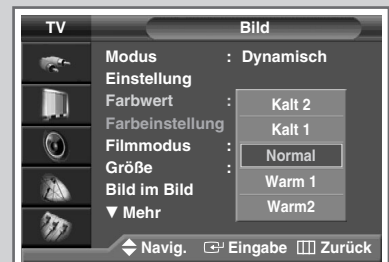 TV Bild
Modus : Dynamisch
Einstellung
Farbwert : Kalt 2
Farbeinstellung Kalt 1
Filmmodus : Normal
Größe : Warm 1
Bild im Bild Warm2
▼ Mehr
Navig. Eingabe Zurück